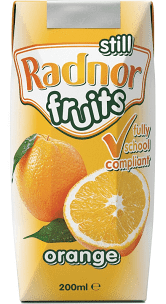 still
Radnor
fruits
fully
school
compliant
orange
200ml e